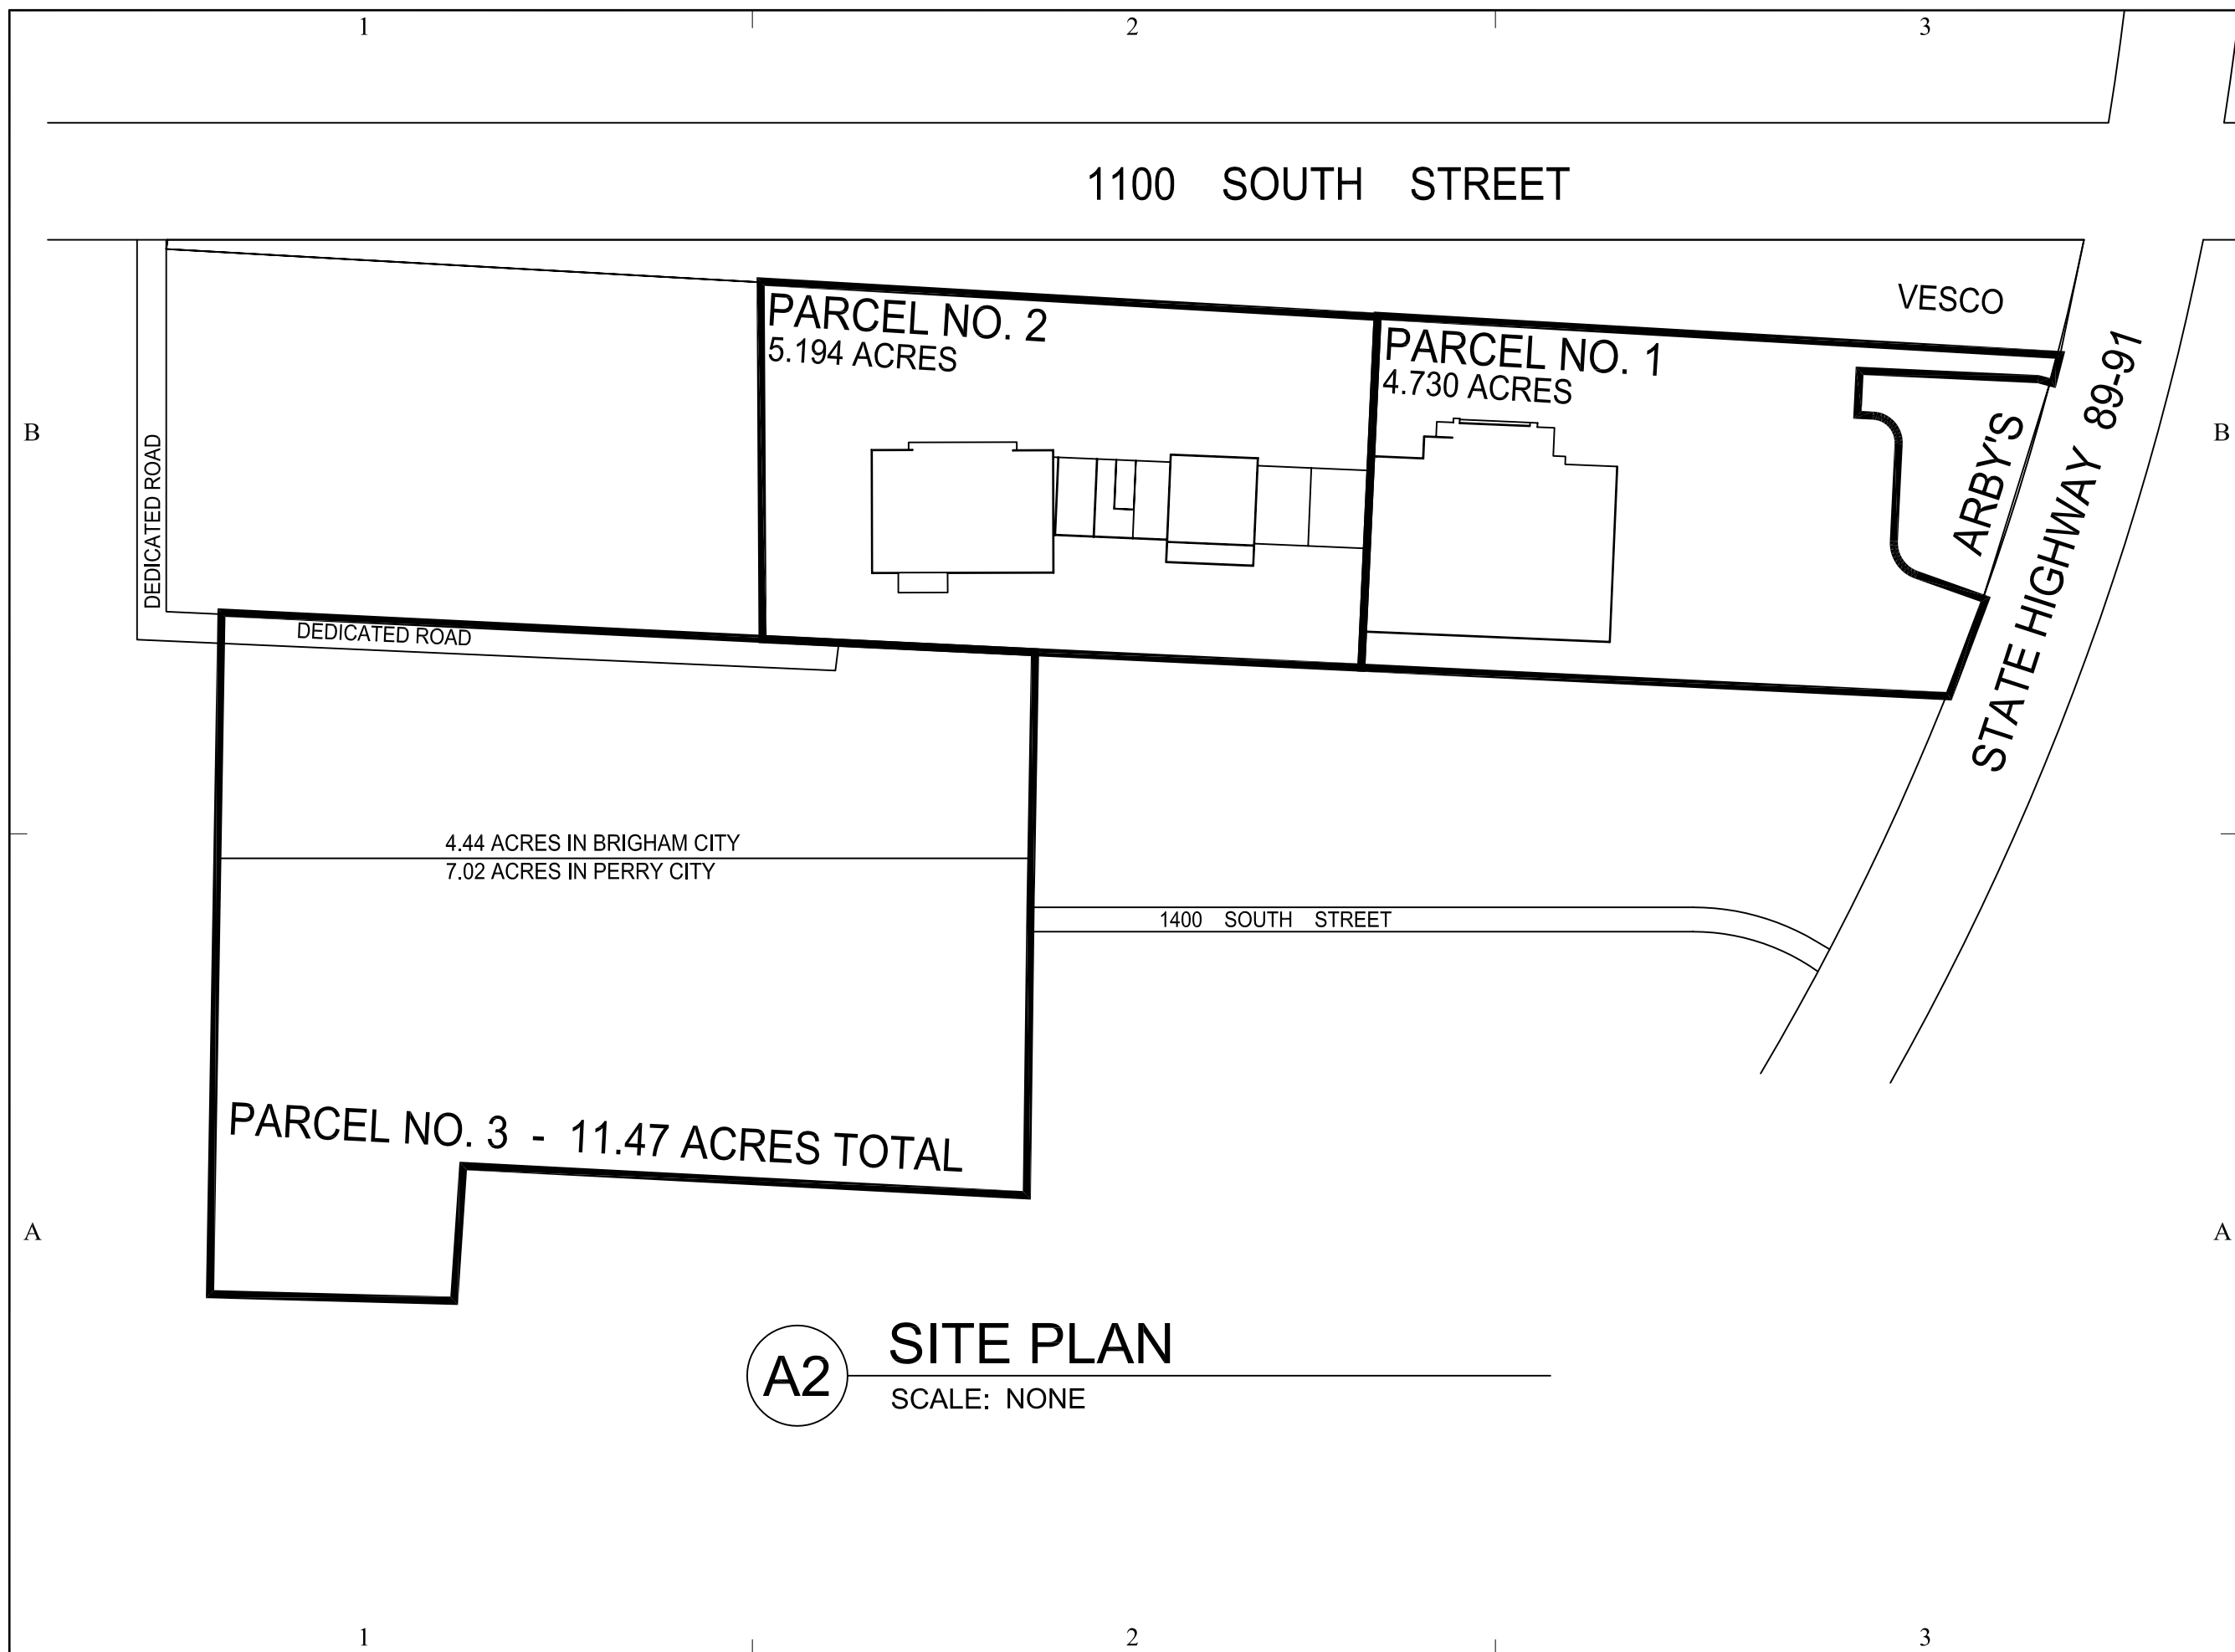 1 2 3
1100 SOUTH STREET
VESCO
PARCEL NO. 2
5.194 ACRES
PARCEL NO. 1
4.730 ACRES
B
B
ARBY'S
STATE HIGHWAY 89-91
DEDICATED ROAD
DEDICATED ROAD
4.44 ACRES IN BRIGHAM CITY
7.02 ACRES IN PERRY CITY
1400 SOUTH STREET
PARCEL NO. 3 - 11.47 ACRES TOTAL
A
A
A2
SITE PLAN
SCALE: NONE
1 2 3